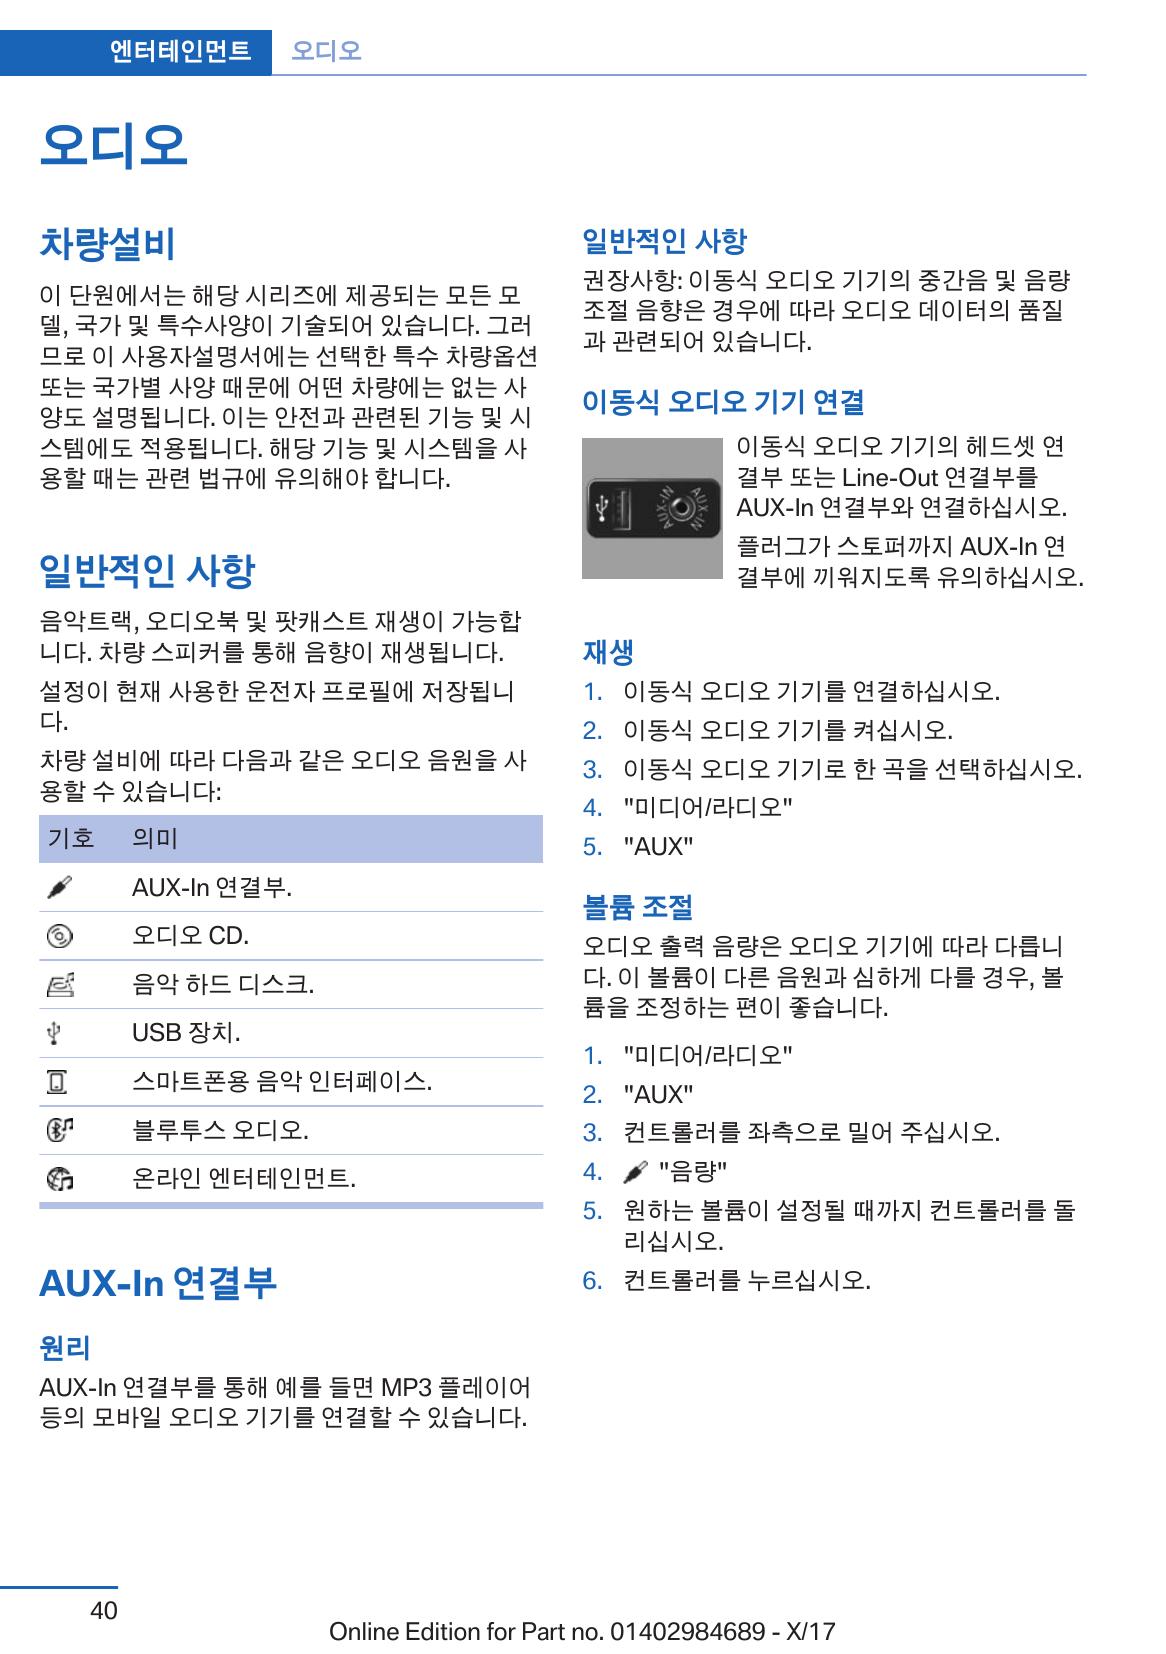 엔터테인먼트 오디오
오디오
차량설비
이 단원에서는 해당 시리즈에 제공되는 모든 모
델, 국가 및 특수사양이 기술되어 있습니다. 그러
므로 이 사용자설명서에는 선택한 특수 차량옵션
또는 국가별 사양 때문에 어떤 차량에는 없는 사
양도 설명됩니다. 이는 안전과 관련된 기능 및 시
스템에도 적용됩니다. 해당 기능 및 시스템을 사
용할 때는 관련 법규에 유의해야 합니다.
일반적인 사항
음악트랙, 오디오북 및 팟캐스트 재생이 가능합
니다. 차량 스피커를 통해 음향이 재생됩니다.
설정이 현재 사용한 운전자 프로필에 저장됩니
다.
차량 설비에 따라 다음과 같은 오디오 음원을 사
용할 수 있습니다:
기호 의미
AUX-In 연결부.
오디오 CD.
음악 하드 디스크.
USB 장치.
스마트폰용 음악 인터페이스.
블루투스 오디오.
온라인 엔터테인먼트.
AUX-In 연결부
원리
AUX-In 연결부를 통해 예를 들면 MP3 플레이어
등의 모바일 오디오 기기를 연결할 수 있습니다.
일반적인 사항
권장사항: 이동식 오디오 기기의 중간음 및 음량
조절 음향은 경우에 따라 오디오 데이터의 품질
과 관련되어 있습니다.
이동식 오디오 기기 연결
AUX-IN AUX-IN
이동식 오디오 기기의 헤드셋 연
결부 또는 Line-Out 연결부를
AUX-In 연결부와 연결하십시오.
플러그가 스토퍼까지 AUX-In 연
결부에 끼워지도록 유의하십시오.
재생
1. 이동식 오디오 기기를 연결하십시오.
2. 이동식 오디오 기기를 켜십시오.
3. 이동식 오디오 기기로 한 곡을 선택하십시오.
4. "미디어/라디오"
5. "AUX"
볼륨 조절
오디오 출력 음량은 오디오 기기에 따라 다릅니
다. 이 볼륨이 다른 음원과 심하게 다를 경우, 볼
륨을 조정하는 편이 좋습니다.
1. "미디어/라디오"
2. "AUX"
3. 컨트롤러를 좌측으로 밀어 주십시오.
4. "음량"
5. 원하는 볼륨이 설정될 때까지 컨트롤러를 돌
리십시오.
6. 컨트롤러를 누르십시오.
40
Online Edition for Part no. 01402984689 - X/17